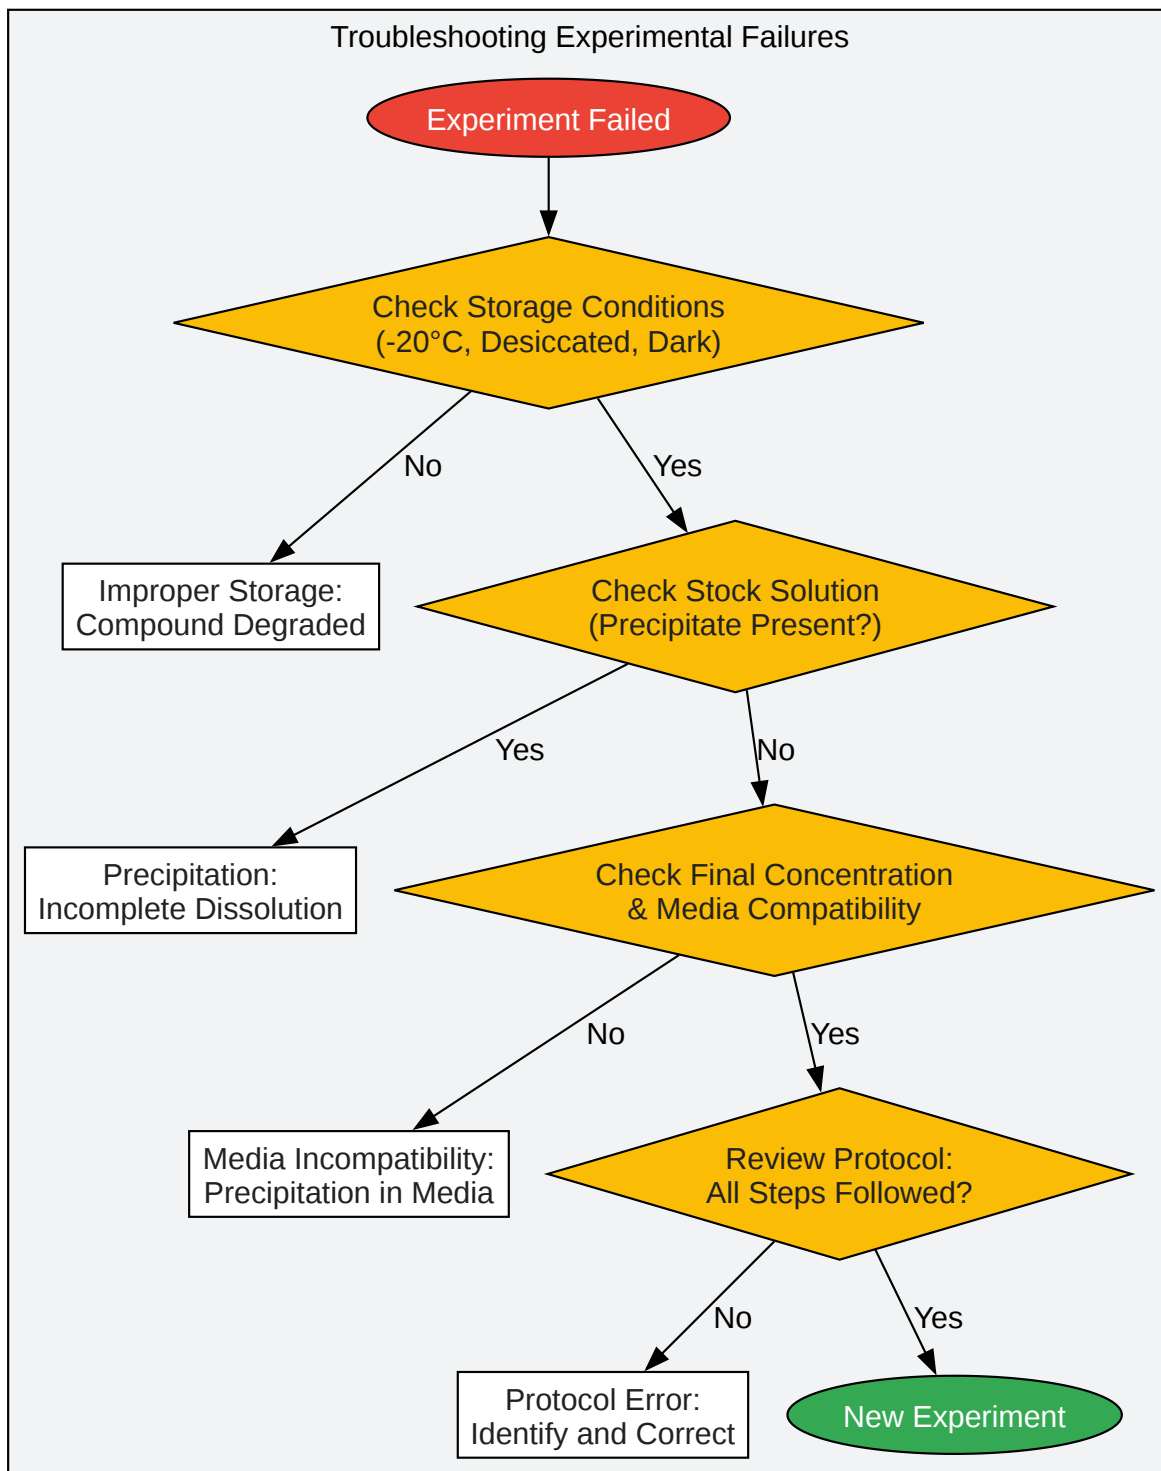 Troubleshooting Experimental Failures
Experiment Failed
Check Storage Conditions
(-20°C, Desiccated, Dark)
No
Yes
Improper Storage:
Compound Degraded
Check Stock Solution
(Precipitate Present?)
Yes
No
Precipitation:
Incomplete Dissolution
Check Final Concentration
& Media Compatibility
No
Yes
Media Incompatibility:
Precipitation in Media
Review Protocol:
All Steps Followed?
No
Yes
Protocol Error:
Identify and Correct
New Experiment